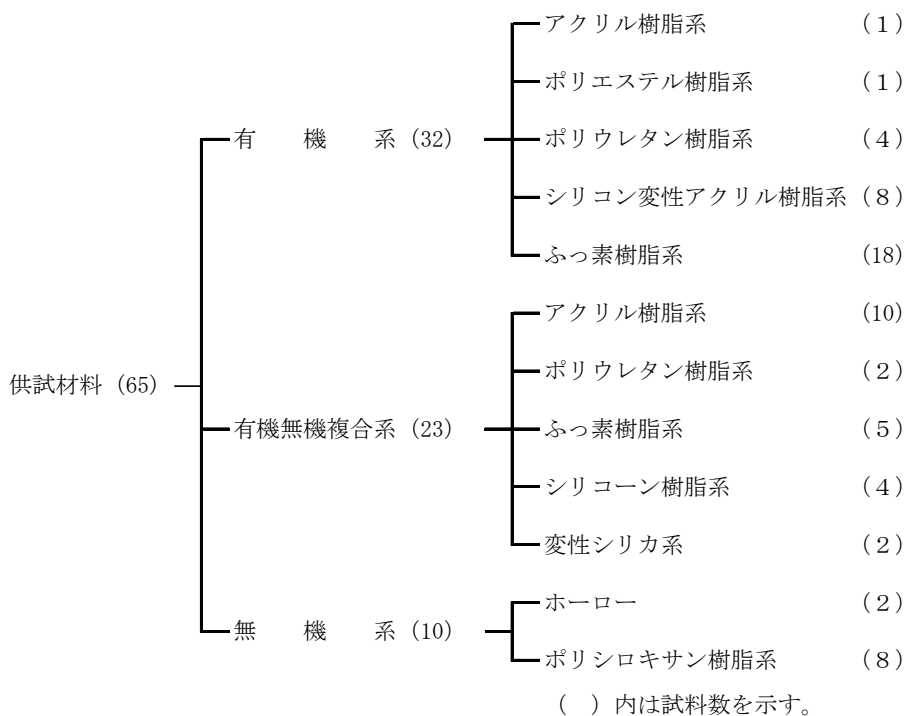 アクリル樹脂系 (１)
ポリエステル樹脂系 (１)
有機系 (32) ポリウレタン樹脂系 (４)
シリコン変性アクリル樹脂系 (８)
ふっ素樹脂系 (18)
アクリル樹脂系 (10)
ポリウレタン樹脂系 (２)
供試材料 (65)
有機無機複合系 (23) ふっ素樹脂系 (５)
シリコーン樹脂系 (４)
変性シリカ系 (２)
ホーロー (２)
無機系 (10)
ポリシロキサン樹脂系 (８)
(　) 内は試料数を示す。